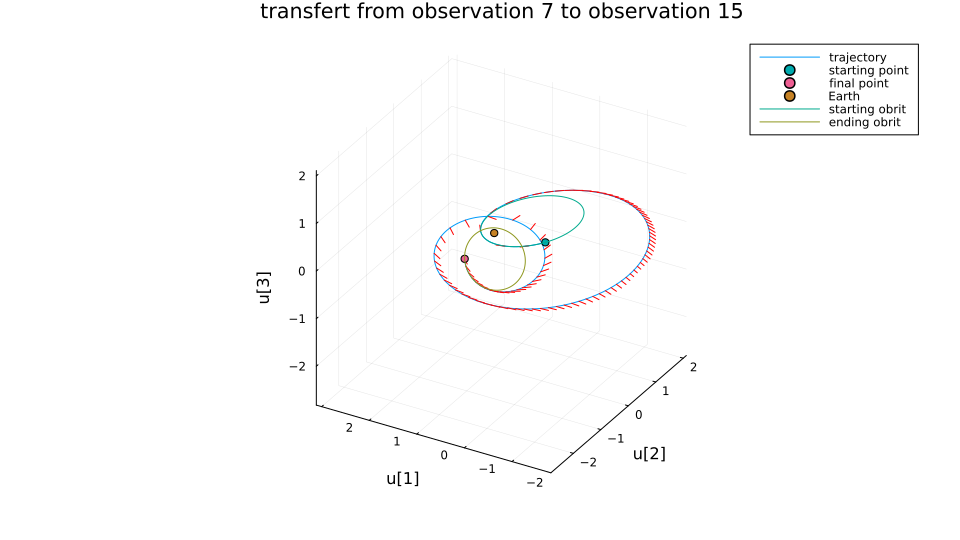 transfert from observation 7 to observation 15
trajectory
starting point
final point
Earth
starting obrit
ending obrit
2
1
0
−1
−2
u[3]
2
1
0
−1
−2
u[1]
2
1
0
−1
−2
u[2]